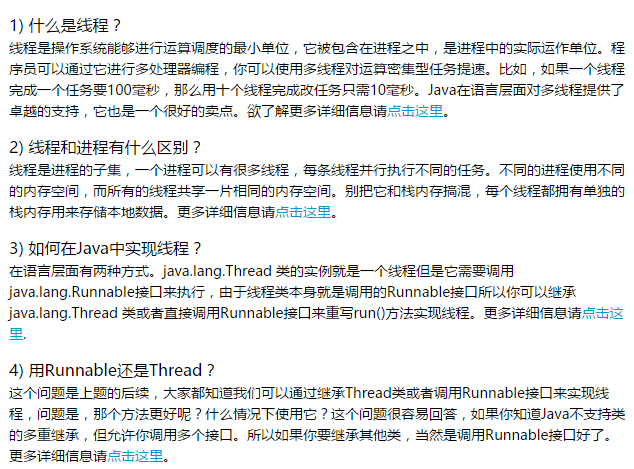 1) 什么是线程？
线程是操作系统能够进行运算调度的最小单位，它被包含在进程之中，是进程中的实际运作单位。程
序员可以通过它进行多处理器编程，你可以使用多线程对运算密集型任务提速。比如，如果一个线程
完成一个任务要100毫秒，那么用十个线程完成改任务只需10毫秒。Java在语言层面对多线程提供了
卓越的支持，它也是一个很好的卖点。欲了解更多详细信息请点击这里。
2) 线程和进程有什么区别？
线程是进程的子集，一个进程可以有很多线程，每条线程并行执行不同的任务。不同的进程使用不同
的内存空间，而所有的线程共享一片相同的内存空间。别把它和栈内存搞混，每个线程都拥有单独的
栈内存用来存储本地数据。更多详细信息请点击这里。
3) 如何在Java中实现线程？
在语言层面有两种方式。java.lang.Thread 类的实例就是一个线程但是它需要调用
java.lang.Runnable接口来执行，由于线程类本身就是调用的Runnable接口所以你可以继承
java.lang.Thread 类或者直接调用Runnable接口来重写run()方法实现线程。更多详细信息请点击这
里.
4) 用Runnable还是Thread？
这个问题是上题的后续，大家都知道我们可以通过继承Thread类或者调用Runnable接口来实现线
程，问题是，那个方法更好呢？什么情况下使用它？这个问题很容易回答，如果你知道Java不支持类
的多重继承，但允许你调用多个接口。所以如果你要继承其他类，当然是调用Runnable接口好了。
更多详细信息请点击这里。